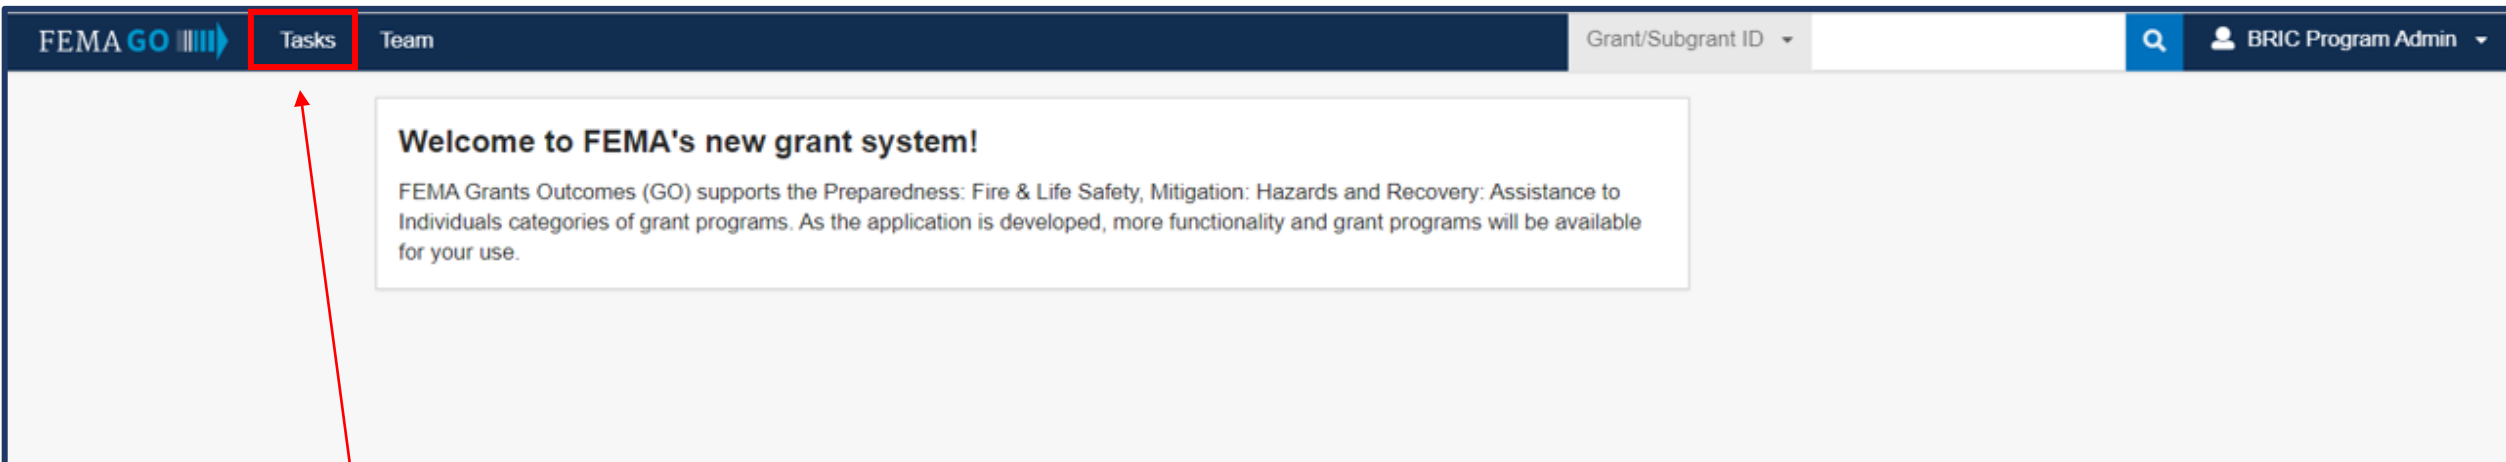 FEMA GO Tasks Team Grant/Subgrant ID BRIC Program Admin
Welcome to FEMA's new grant system!
FEMA Grants Outcomes (GO) supports the Preparedness: Fire & Life Safety, Mitigation: Hazards and Recovery: Assistance to
Individuals categories of grant programs. As the application is developed, more functionality and grant programs will be available
for your use.